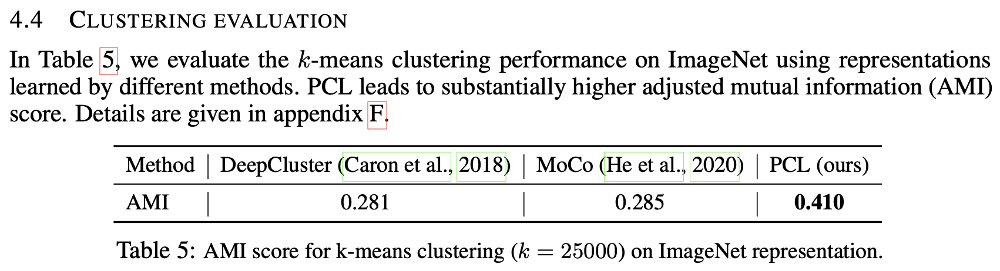 4.4 CLUSTERING EVALUATION
In Table 5, we evaluate the k-means clustering performance on ImageNet using representations
learned by different methods. PCL leads to substantially higher adjusted mutual information (AMI)
score. Details are given in appendix F.
Method | DeepCluster (Caron et al., 2018) | MoCo (He et al., 2020) | PCL (ours)
AMI | 0.281 | 0.285 | 0.410
Table 5: AMI score for k-means clustering (k = 25000) on ImageNet representation.